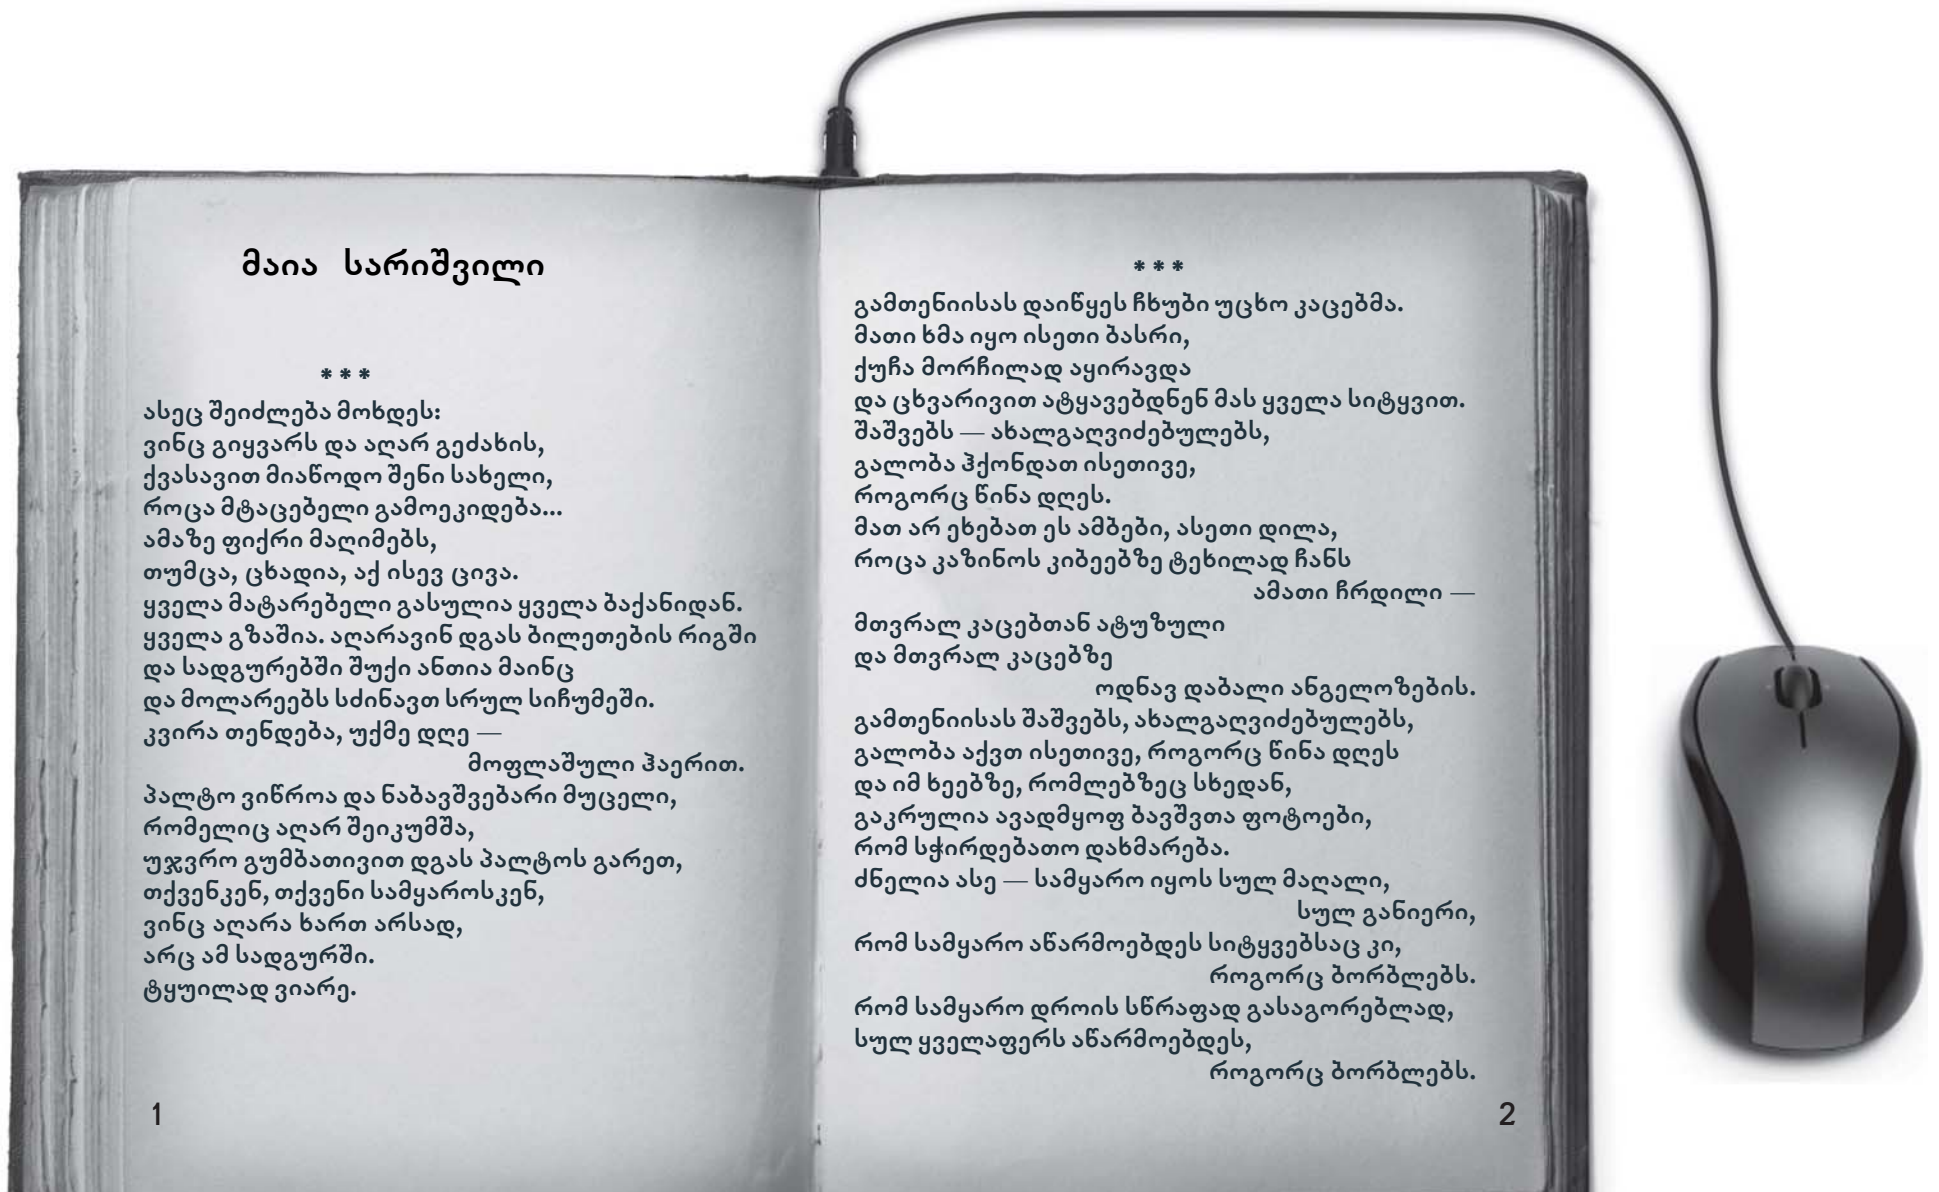 მაია სარიშვილი
* * *
ასეც შეიძლება მოხდეს:
ვინც გიყვარს და აღარ გეძახის,
ქვასავით მიაწოდო შენი სახელი,
როცა მტაცებელი გამოეკიდება...
ამაზე ფიქრი მაღიმებს,
თუმცა, ცხადია, აქ ისევ ცივა.
ყველა მატარებელი გასულია ყველა ბაქანიდან.
ყველა გზაშია. აღარავინ დგას ბილეთების რიგში
და სადგურებში შუქი ანთია მაინც
და მოლარეებს სძინავთ სრულ სიჩუმეში.
კვირა თენდება, უქმე დღე —
მოფლაშული ჰაერით.
პალტო ვიწროა და ნაბავშვებარი მუცელი,
რომელიც აღარ შეიკუმშა,
უჯვრო გუმბათივით დგას პალტოს გარეთ,
თქვენკენ, თქვენი სამყაროსკენ,
ვინც აღარა ხართ არსად,
არც ამ სადგურში.
ტყუილად ვიარე.
1
* * *
გამთენიისას დაიწყეს ჩხუბი უცხო კაცებმა.
მათი ხმა იყო ისეთი ბასრი,
ქუჩა მორჩილად აყირავდა
და ცხვარივით ატყავებდნენ მას ყველა სიტყვით.
შაშვებს — ახალგაღვიძებულებს,
გალობა ჰქონდათ ისეთივე,
როგორც წინა დღეს.
მათ არ ეხებათ ეს ამბები, ასეთი დილა,
როცა კაზინოს კიბეებზე ტეხილად ჩანს
ამათი ჩრდილი —
მთვრალ კაცებთან ატუზული
და მთვრალ კაცებზე
ოდნავ დაბალი ანგელოზების.
გამთენიისას შაშვებს, ახალგაღვიძებულებს,
გალობა აქვთ ისეთივე, როგორც წინა დღეს
და იმ ხეებზე, რომლებზეც სხედან,
გაკრულია ავადმყოფ ბავშვთა ფოტოები,
რომ სჭირდებათო დახმარება.
ძნელია ასე — სამყარო იყოს სულ მაღალი,
სულ განიერი,
რომ სამყარო აწარმოებდეს სიტყვებსაც კი,
როგორც ბორბლებს.
რომ სამყარო დროის სწრაფად გასაგორებლად,
სულ ყველაფერს აწარმოებდეს,
როგორც ბორბლებს.
2